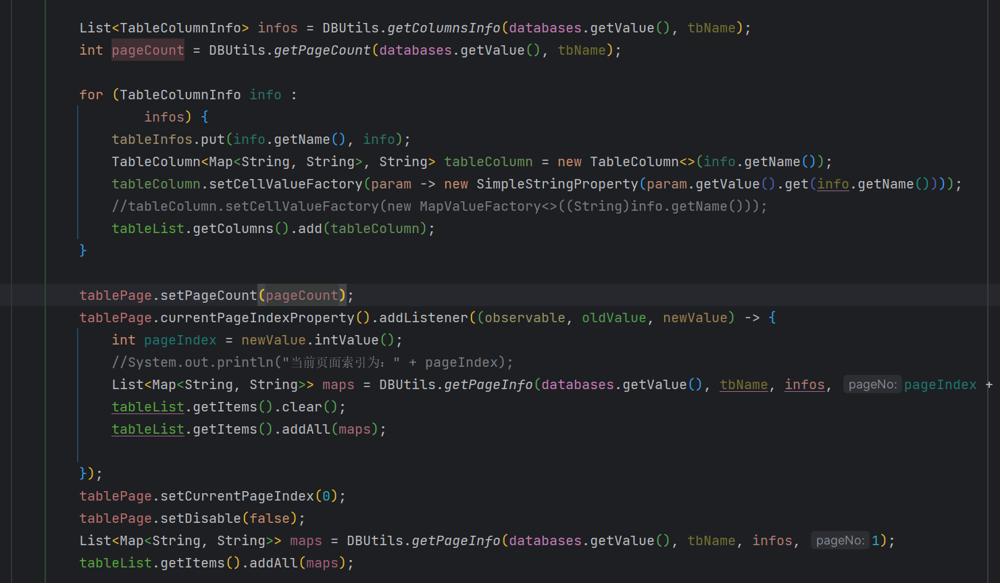 List<TableColumnInfo> infos = DBUtils.getColumnsInfo(databases.getValue(), tbName);
int pageCount = DBUtils.getPageCount(databases.getValue(), tbName);
for (TableColumnInfo info :
infos) {
tableInfos.put(info.getName(), info);
TableColumn<Map<String, String>, String> tableColumn = new TableColumn<>(info.getName());
tableColumn.setCellValueFactory(param -> new SimpleStringProperty(param.getValue().get(info.getName())));
//tableColumn.setCellValueFactory(new MapValueFactory<>((String)info.getName()));
tableList.getColumns().add(tableColumn);
}
tablePage.setPageCount(pageCount);
tablePage.currentPageIndexProperty().addListener((observable, oldValue, newValue) -> {
int pageIndex = newValue.intValue();
//System.out.println("当前页面索引为：" + pageIndex);
List<Map<String, String>> maps = DBUtils.getPageInfo(databases.getValue(), tbName, infos, pageNo: pageIndex +
tableList.getItems().clear();
tableList.getItems().addAll(maps);
});
tablePage.setCurrentPageIndex(0);
tablePage.setDisable(false);
List<Map<String, String>> maps = DBUtils.getPageInfo(databases.getValue(), tbName, infos, pageNo: 1);
tableList.getItems().addAll(maps);